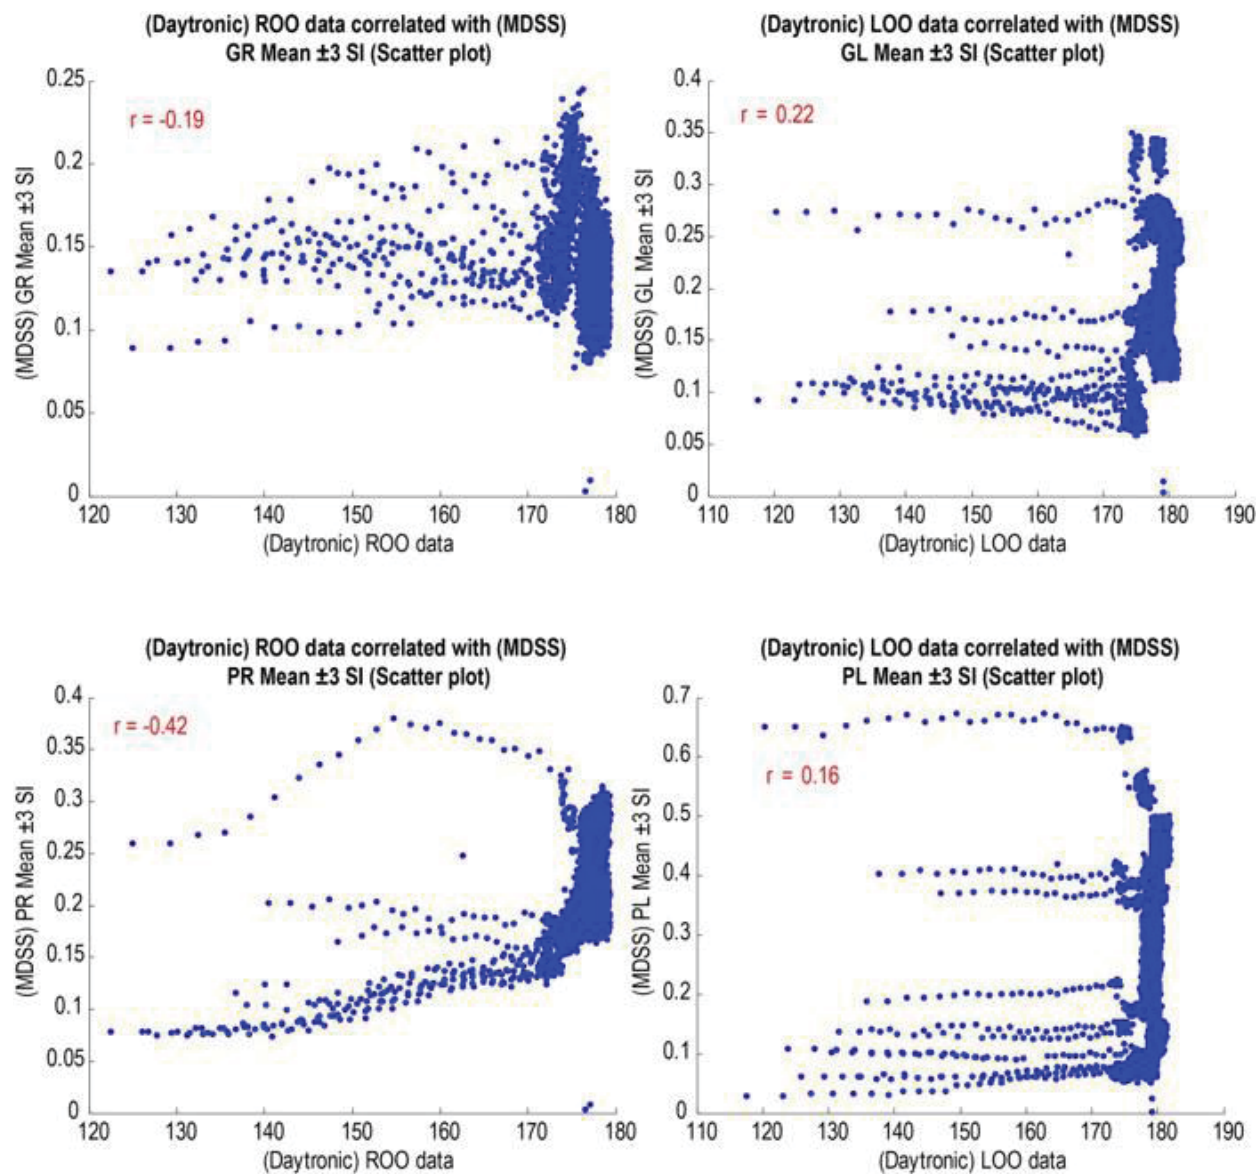 (Daytronic) ROO data correlated with (MDSS)
GR Mean ±3 SI (Scatter plot)
0.25
r = -0.19
0.2
0.15
0.1
0.05
0
(MDSS) GR Mean ±3 SI
120 130 140 150 160 170 180
(Daytronic) ROO data
(Daytronic) LOO data correlated with (MDSS)
GL Mean ±3 SI (Scatter plot)
0.4
r = 0.22
0.35
0.3
0.25
0.2
0.15
0.1
0.05
0
(MDSS) GL Mean ±3 SI
110 120 130 140 150 160 170 180 190
(Daytronic) LOO data
(Daytronic) ROO data correlated with (MDSS)
PR Mean ±3 SI (Scatter plot)
0.4
r = -0.42
0.35
0.3
0.25
0.2
0.15
0.1
0.05
0
(MDSS) PR Mean ±3 SI
120 130 140 150 160 170 180
(Daytronic) ROO data
(Daytronic) LOO data correlated with (MDSS)
PL Mean ±3 SI (Scatter plot)
0.7
0.6
r = 0.16
0.5
0.4
0.3
0.2
0.1
0
(MDSS) PL Mean ±3 SI
110 120 130 140 150 160 170 180 190
(Daytronic) LOO data